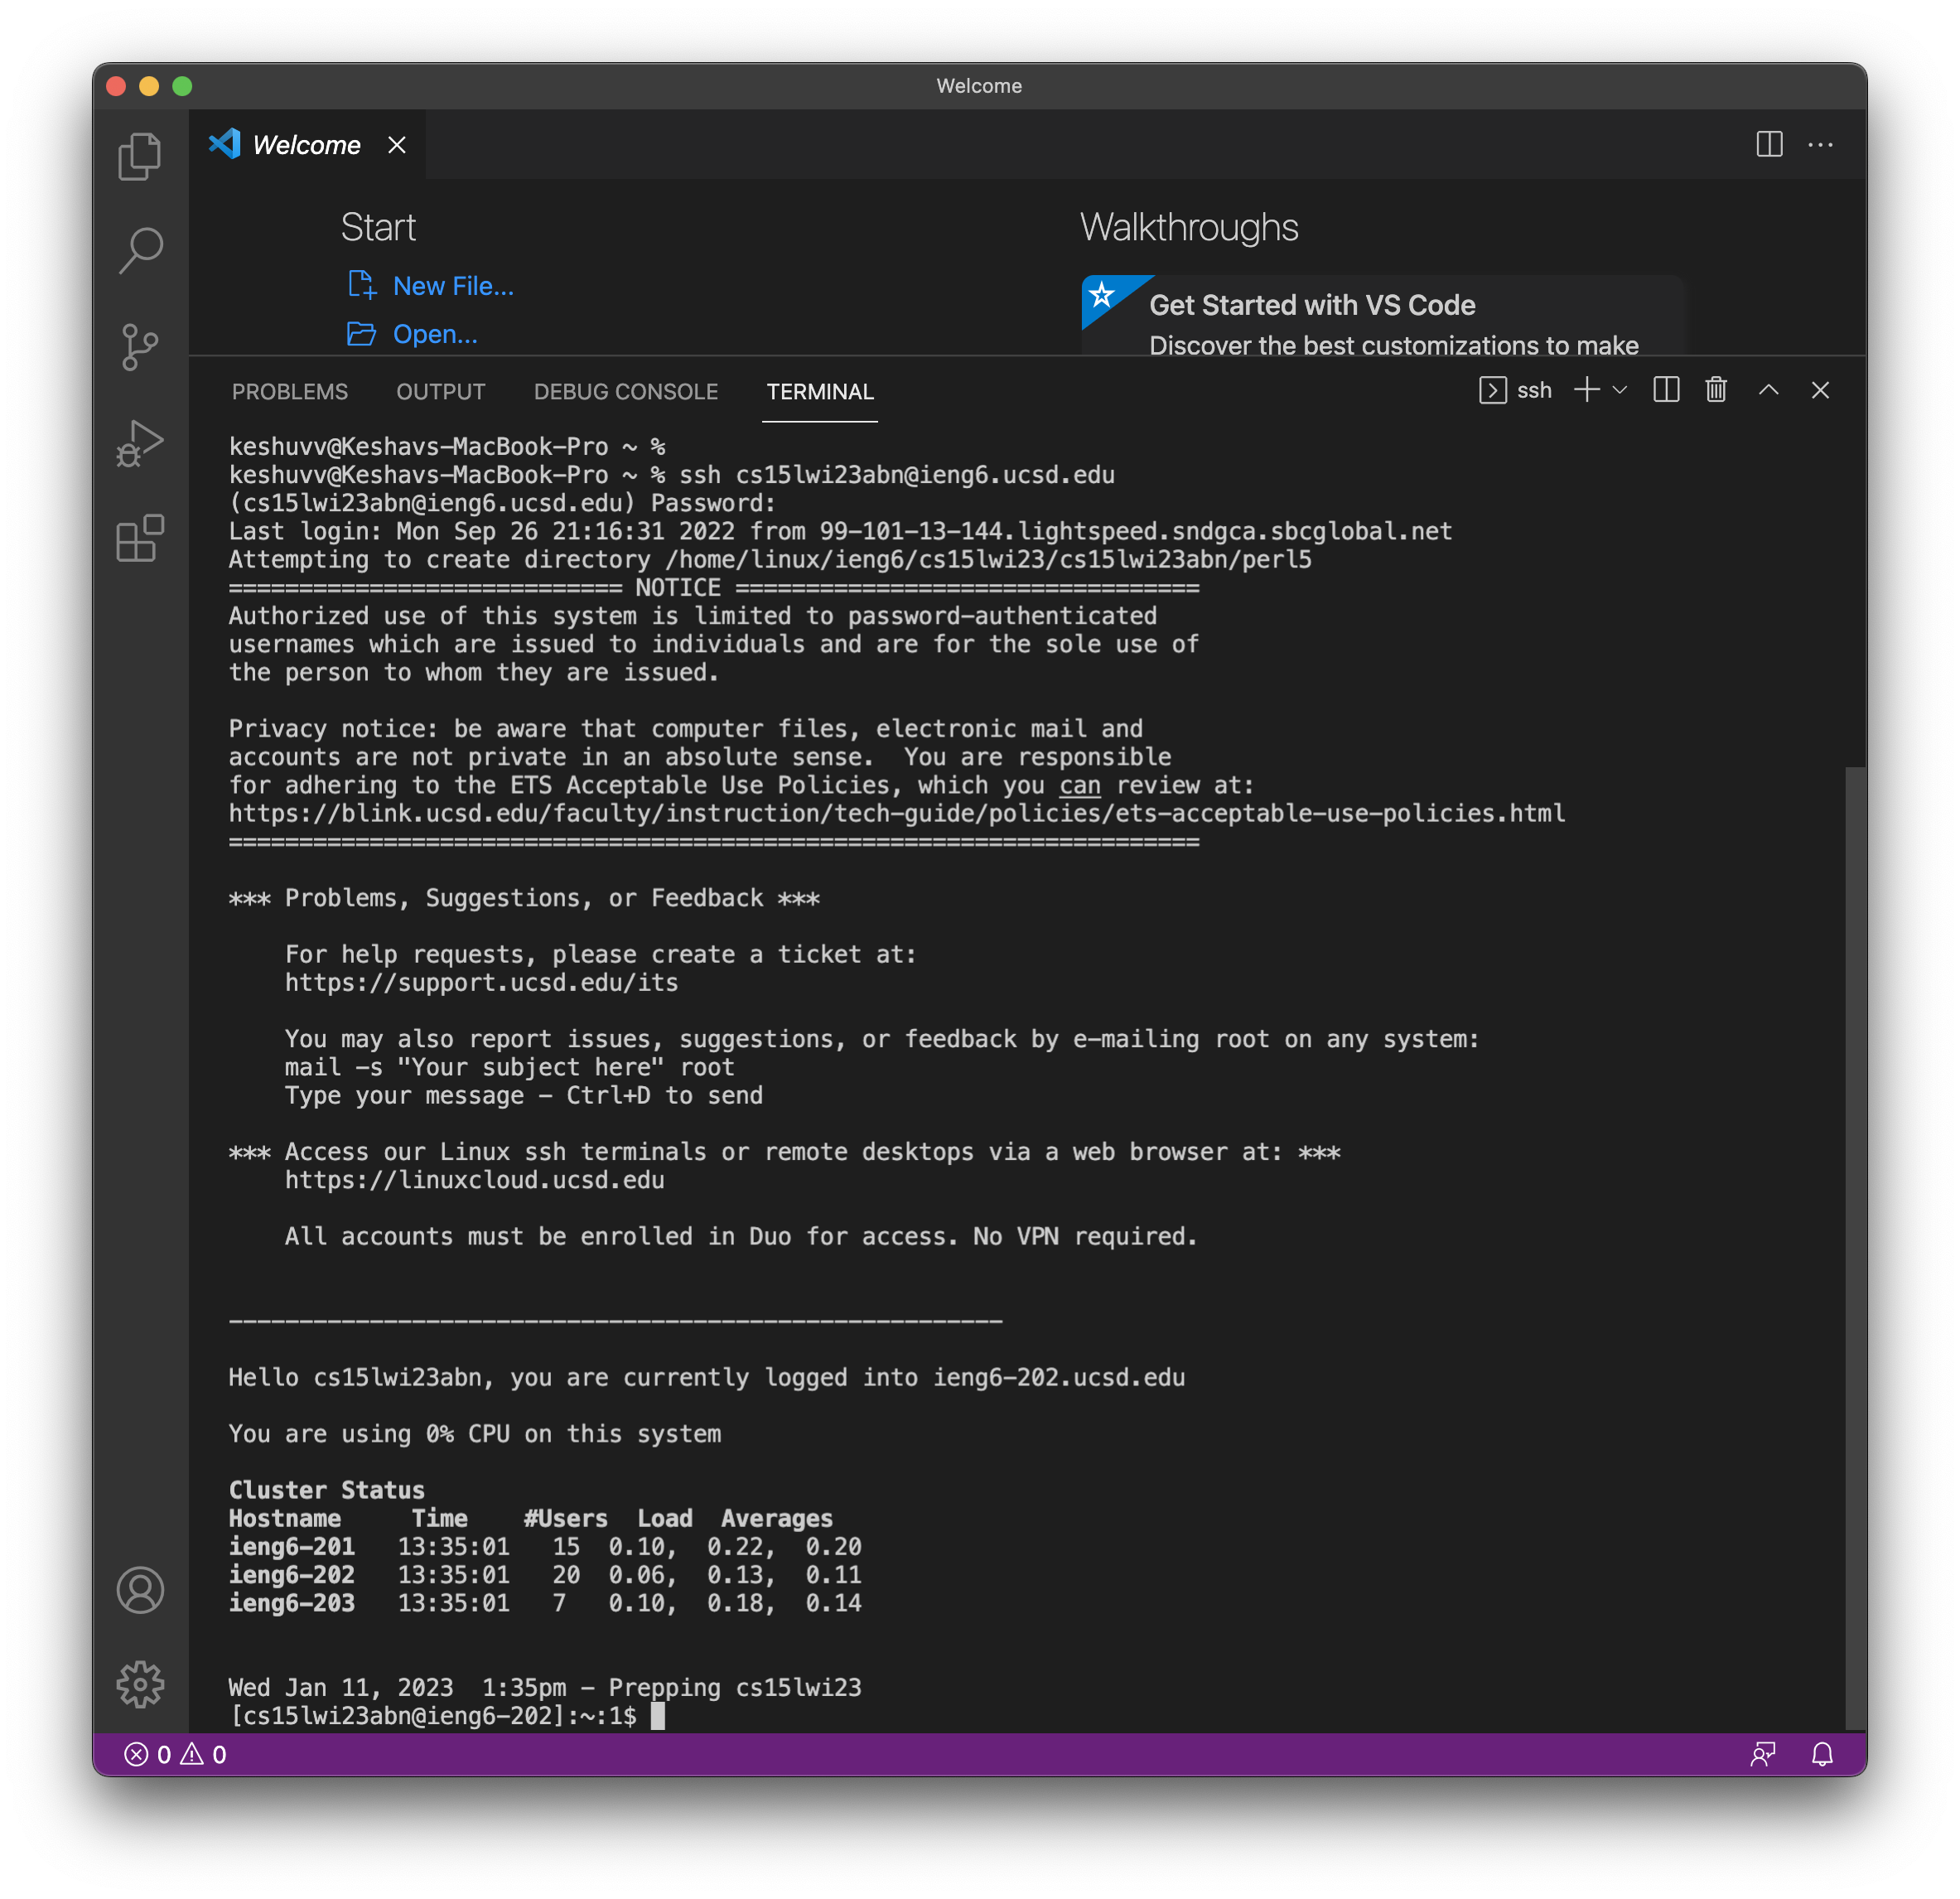 Welcome
Welcome
Start
Walkthroughs
New File...
Get Started with VS Code
Open...
Discover the best customizations to make
PROBLEMS OUTPUT DEBUG CONSOLE TERMINAL ssh
keshuvv@Keshavs-MacBook-Pro ~ %
keshuvv@Keshavs-MacBook-Pro ~ % ssh cs15lwi23abn@ieng6.ucsd.edu
(cs15lwi23abn@ieng6.ucsd.edu) Password:
Last login: Mon Sep 26 21:16:31 2022 from 99-101-13-144.lightspeed.sndgca.sbcglobal.net
Attempting to create directory /home/linux/ieng6/cs15lwi23/cs15lwi23abn/perl5
============================ NOTICE =================================
Authorized use of this system is limited to password-authenticated
usernames which are issued to individuals and are for the sole use of
the person to whom they are issued.
Privacy notice: be aware that computer files, electronic mail and
accounts are not private in an absolute sense.  You are responsible
for adhering to the ETS Acceptable Use Policies, which you can review at:
https://blink.ucsd.edu/faculty/instruction/tech-guide/policies/ets-acceptable-use-policies.html
=====================================================================
*** Problems, Suggestions, or Feedback ***
For help requests, please create a ticket at:
https://support.ucsd.edu/its
You may also report issues, suggestions, or feedback by e-mailing root on any system:
mail -s "Your subject here" root
Type your message - Ctrl+D to send
*** Access our Linux ssh terminals or remote desktops via a web browser at: ***
https://linuxcloud.ucsd.edu
All accounts must be enrolled in Duo for access. No VPN required.
-------------------------------------------------------
Hello cs15lwi23abn, you are currently logged into ieng6-202.ucsd.edu
You are using 0% CPU on this system
Cluster Status
Hostname     Time    #Users  Load  Averages
ieng6-201   13:35:01   15  0.10,  0.22,  0.20
ieng6-202   13:35:01   20  0.06,  0.13,  0.11
ieng6-203   13:35:01   7   0.10,  0.18,  0.14
Wed Jan 11, 2023  1:35pm - Prepping cs15lwi23
[cs15lwi23abn@ieng6-202]:~:1$
0 0